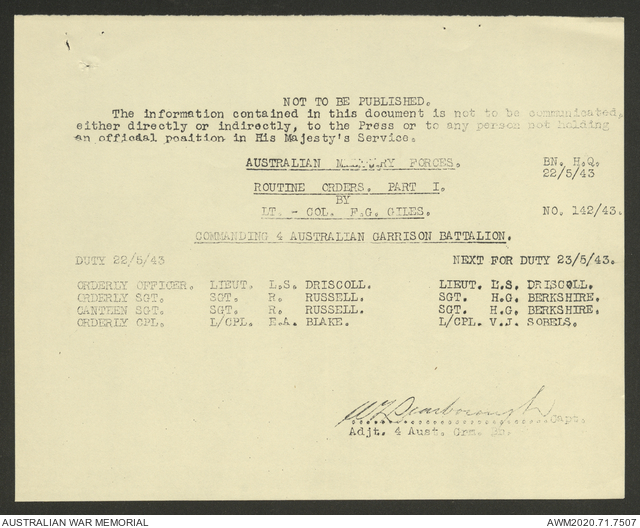 NOT TO BE PUBLISHED.
The information contained in this document is not to be communicated,
either directly or indirectly, to the Press or to any person not holding
an official position in His Majesty's Service.
AUSTRALIAN MILITARY FORCES. BN. H.Q.
22/5/43
ROUTINE ORDERS. PART I.
BY
LT. - COL. F.G. GILES. NO. 142/43.
COMMANDING 4 AUSTRALIAN GARRISON BATTALION.
DUTY 22/5/43 NEXT FOR DUTY 23/5/43.
ORDERLY OFFICER. LIEUT. L.S. DRISCOLL. LIEUT. L.S. DRISCOLL.
ORDERLY SGT. SGT. R. RUSSELL. SGT. H.G. BERKSHIRE.
CANTEEN SGT. SGT. R. RUSSELL. SGT. H.G. BERKSHIRE.
ORDERLY CPL. L/CPL. E.A. BLAKE. L/CPL. V.J. SOBELS.
Capt.
Adjt. 4 Aust. Grn. Bn.
AUSTRALIAN WAR MEMORIAL AWM2020.71.7507